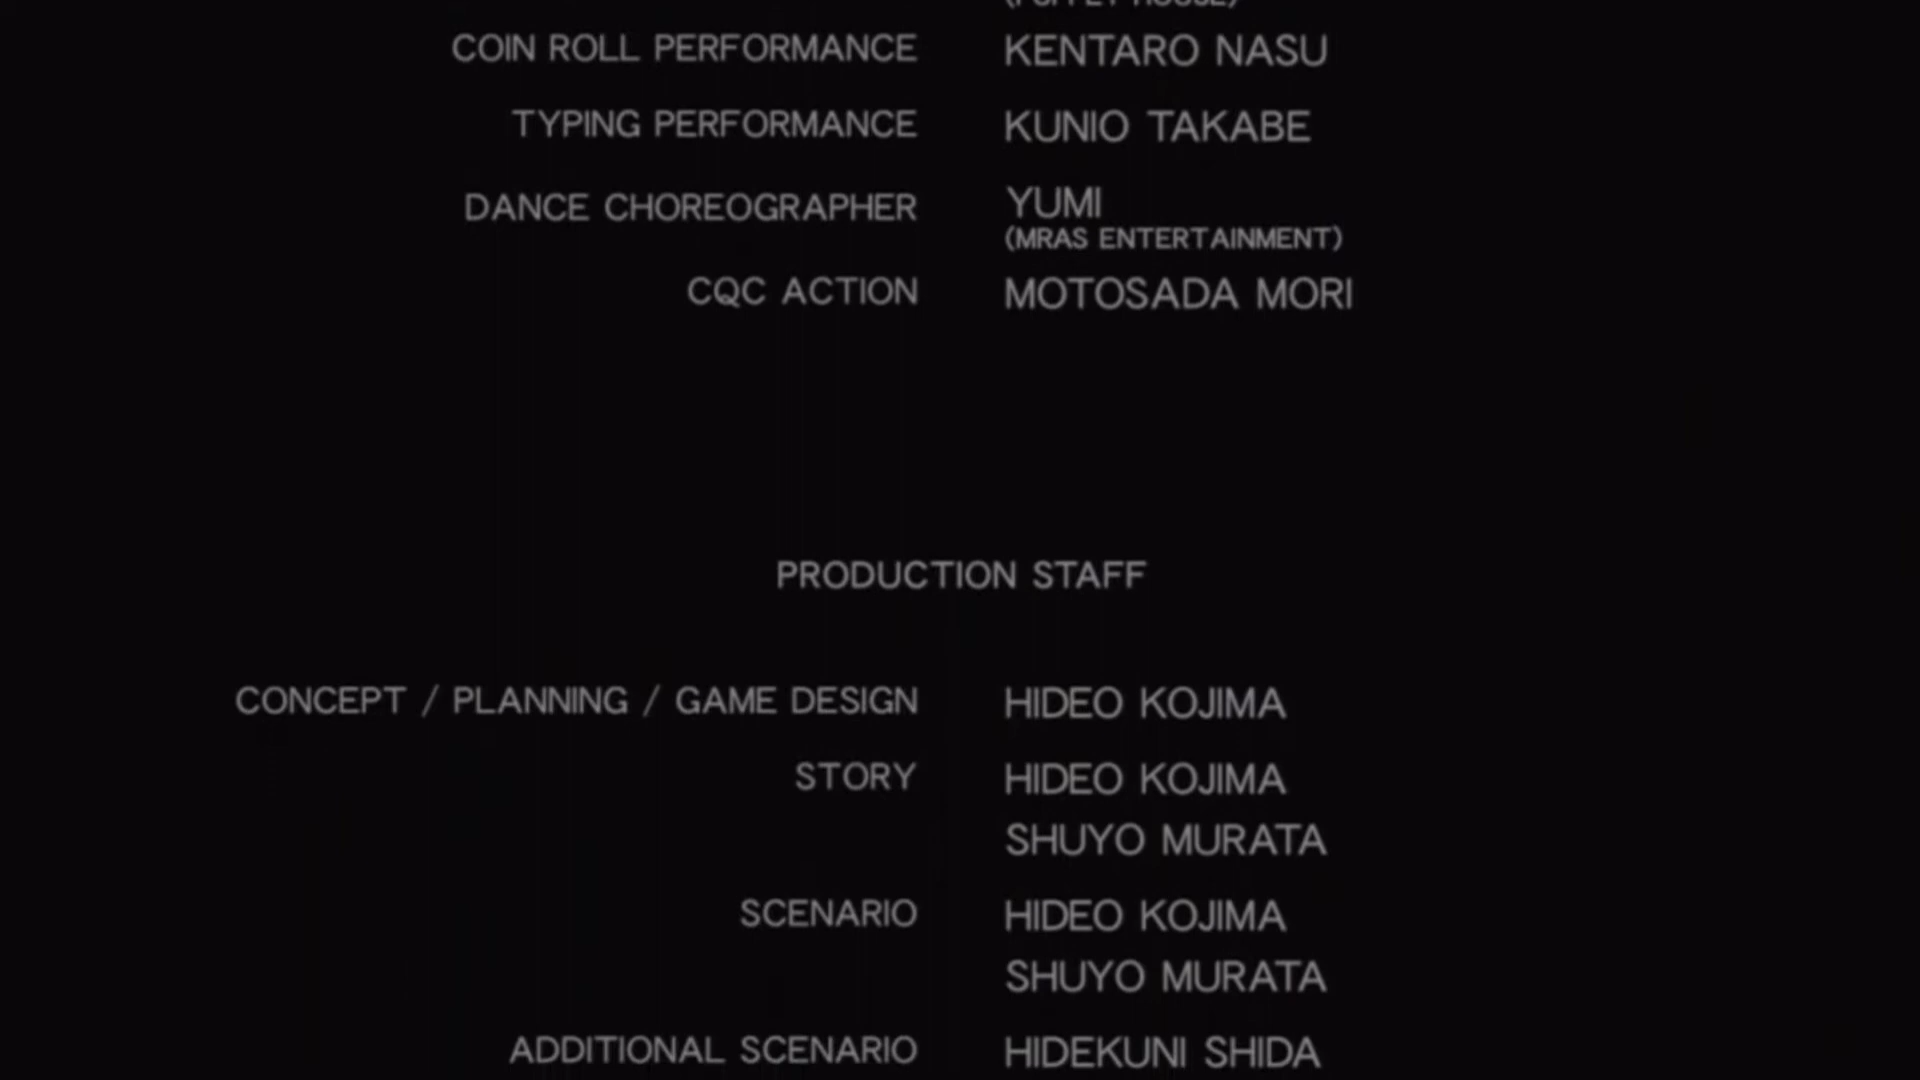 COIN ROLL PERFORMANCE KENTARO NASU
TYPING PERFORMANCE KUNIO TAKABE
DANCE CHOREOGRAPHER YUMI
(MRAS ENTERTAINMENT)
CQC ACTION MOTOSADA MORI
PRODUCTION STAFF
CONCEPT / PLANNING / GAME DESIGN HIDEO KOJIMA
STORY HIDEO KOJIMA
SHUYO MURATA
SCENARIO HIDEO KOJIMA
SHUYO MURATA
ADDITIONAL SCENARIO HIDEKUNI SHIDA